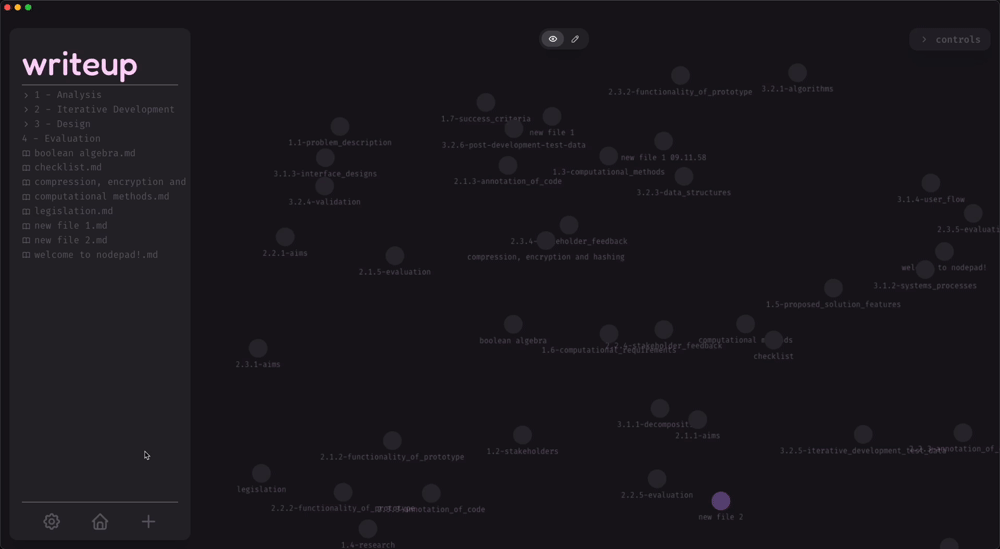 writeup
1 - Analysis
2 - Iterative Development
3 - Design
4 - Evaluation
boolean algebra.md
checklist.md
compression, encryption and
computational methods.md
legislation.md
new file 1.md
new file 2.md
welcome to nodepad!.md
controls
2.3.2-functionality_of_prototype
3.2.1-algorithms
1.7-success_criteria
new file 1
3.2.6-post-development-test-data
1.1-problem_description
new file 1 09.11.58
1.3-computational_methods
3.1.3-interface_designs
2.1.3-annotation_of_code
3.2.3-data_structures
3.2.4-validation
3.1.4-user_flow
2.3.5-evaluati
2.3.4- eholder_feedback
compression, encryption and hashing
2.2.1-aims
2.1.5-evaluation
wel to nodepad!
3.1.2-systems_processes
1.5-proposed_solution_features
boolean algebra
1.6-computational_requirements
stakeholder_feedback
computational m ds
checklist
2.3.1-aims
3.1.1-decomposit
2.1.1-aims
2.1.2-functionality_of_prototype
1.2-stakeholders
3.2.5-iterative_development_test_data
annotation_of_
legislation
2.2.5-evaluation
2.2.2-functionality_of
annotation_of_code
new file 2
1.4-research